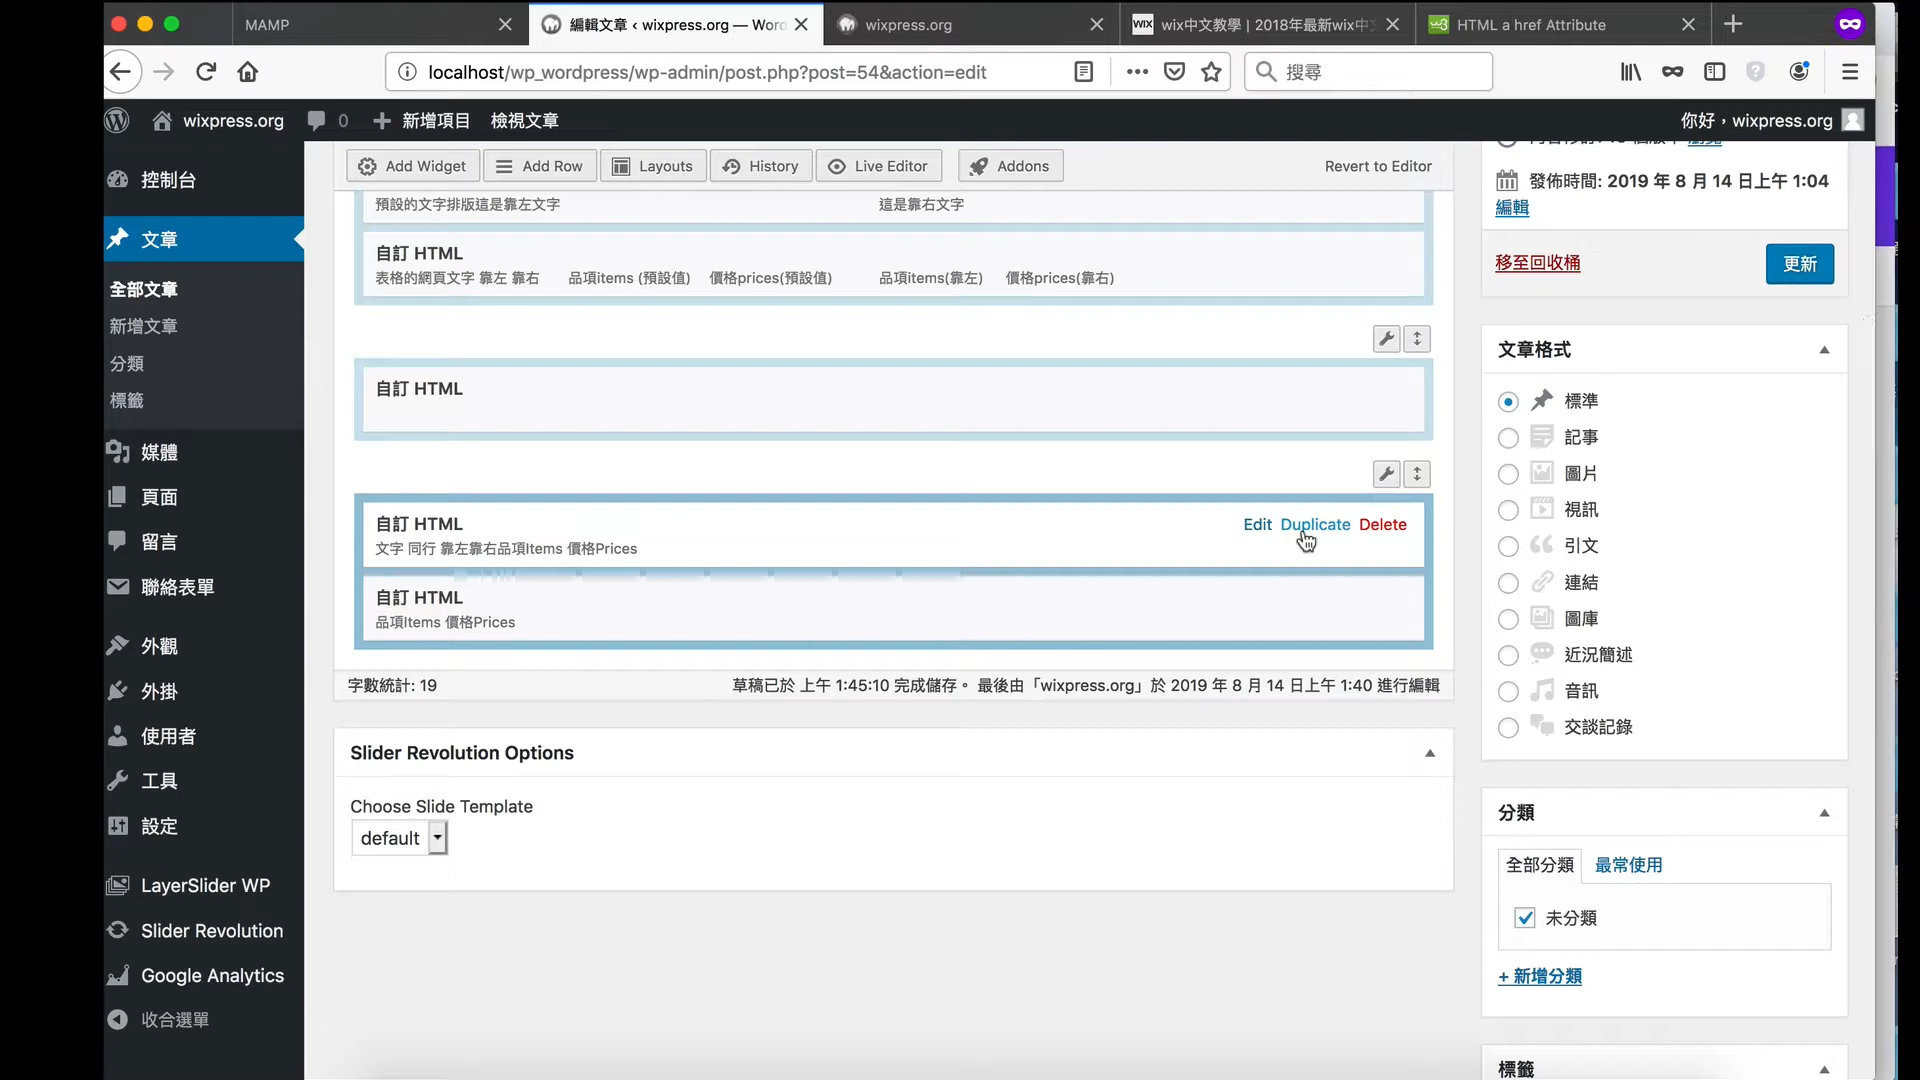 MAMP
編輯文章 ‹ wixpress.org — Word
wixpress.org
WIX wix中文教學 | 2018年最新wix中文
HTML a href Attribute
localhost/wp_wordpress/wp-admin/post.php?post=54&action=edit
搜尋
wixpress.org
0
新增項目
檢視文章
你好，wixpress.org
控制台
文章
全部文章
新增文章
分類
標籤
媒體
頁面
留言
聯絡表單
外觀
外掛
使用者
工具
設定
LayerSlider WP
Slider Revolution
Google Analytics
收合選單
Add Widget
Add Row
Layouts
History
Live Editor
Addons
Revert to Editor
預設的文字排版這是靠左文字 這是靠右文字
自訂 HTML
表格的網頁文字 靠左 靠右 品項items (預設值) 價格prices(預設值) 品項items(靠左) 價格prices(靠右)
自訂 HTML
自訂 HTML
Edit Duplicate Delete
文字 同行 靠左靠右品項Items 價格Prices
自訂 HTML
品項Items 價格Prices
字數統計: 19
草稿已於 上午 1:45:10 完成儲存。 最後由「wixpress.org」於 2019 年 8 月 14 日上午 1:40 進行編輯
Slider Revolution Options
Choose Slide Template
default
發佈時間: 2019 年 8 月 14 日上午 1:04
編輯
移至回收桶
更新
文章格式
標準
記事
圖片
視訊
引文
連結
圖庫
近況簡述
音訊
交談記錄
分類
全部分類
最常使用
未分類
+ 新增分類
標籤